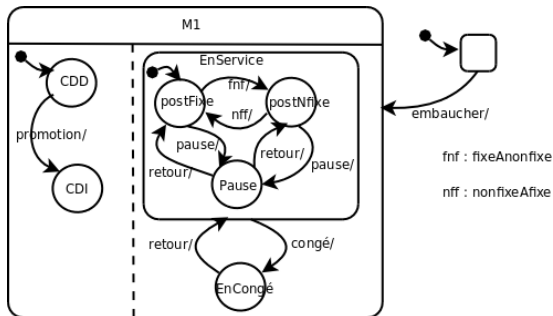 M1
EnService
CDD
postFixe
fnf/
postNfixe
nff/
embaucher/
promotion/
pause/
retour/
pause/
retour/
fnf : fixeAnonfixe
CDI
Pause
nff : nonfixeAfixe
retour/
congé/
EnCongé